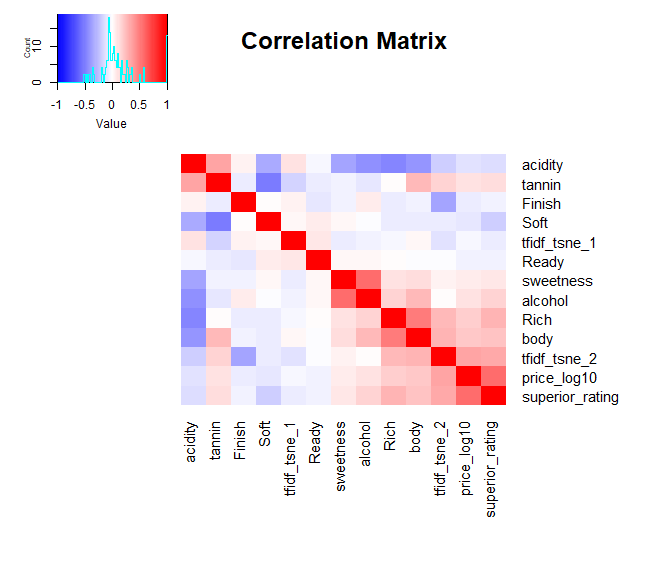 Correlation Matrix
Count
0 10
-1 -0.5 0 0.5 1
Value
acidity
tannin
Finish
Soft
tfidf_tsne_1
Ready
sweetness
alcohol
Rich
body
tfidf_tsne_2
price_log10
superior_rating
acidity
tannin
Finish
Soft
tfidf_tsne_1
Ready
sweetness
alcohol
Rich
body
tfidf_tsne_2
price_log10
superior_rating